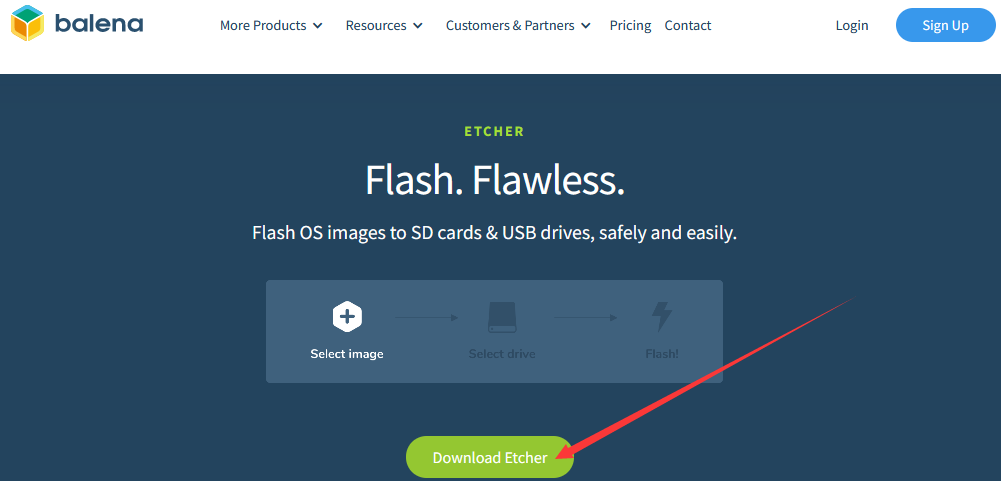 balena
More Products
Resources
Customers & Partners
Pricing
Contact
Login
Sign Up
ETCHER
Flash. Flawless.
Flash OS images to SD cards & USB drives, safely and easily.
Select image
Select drive
Flash!
Download Etcher